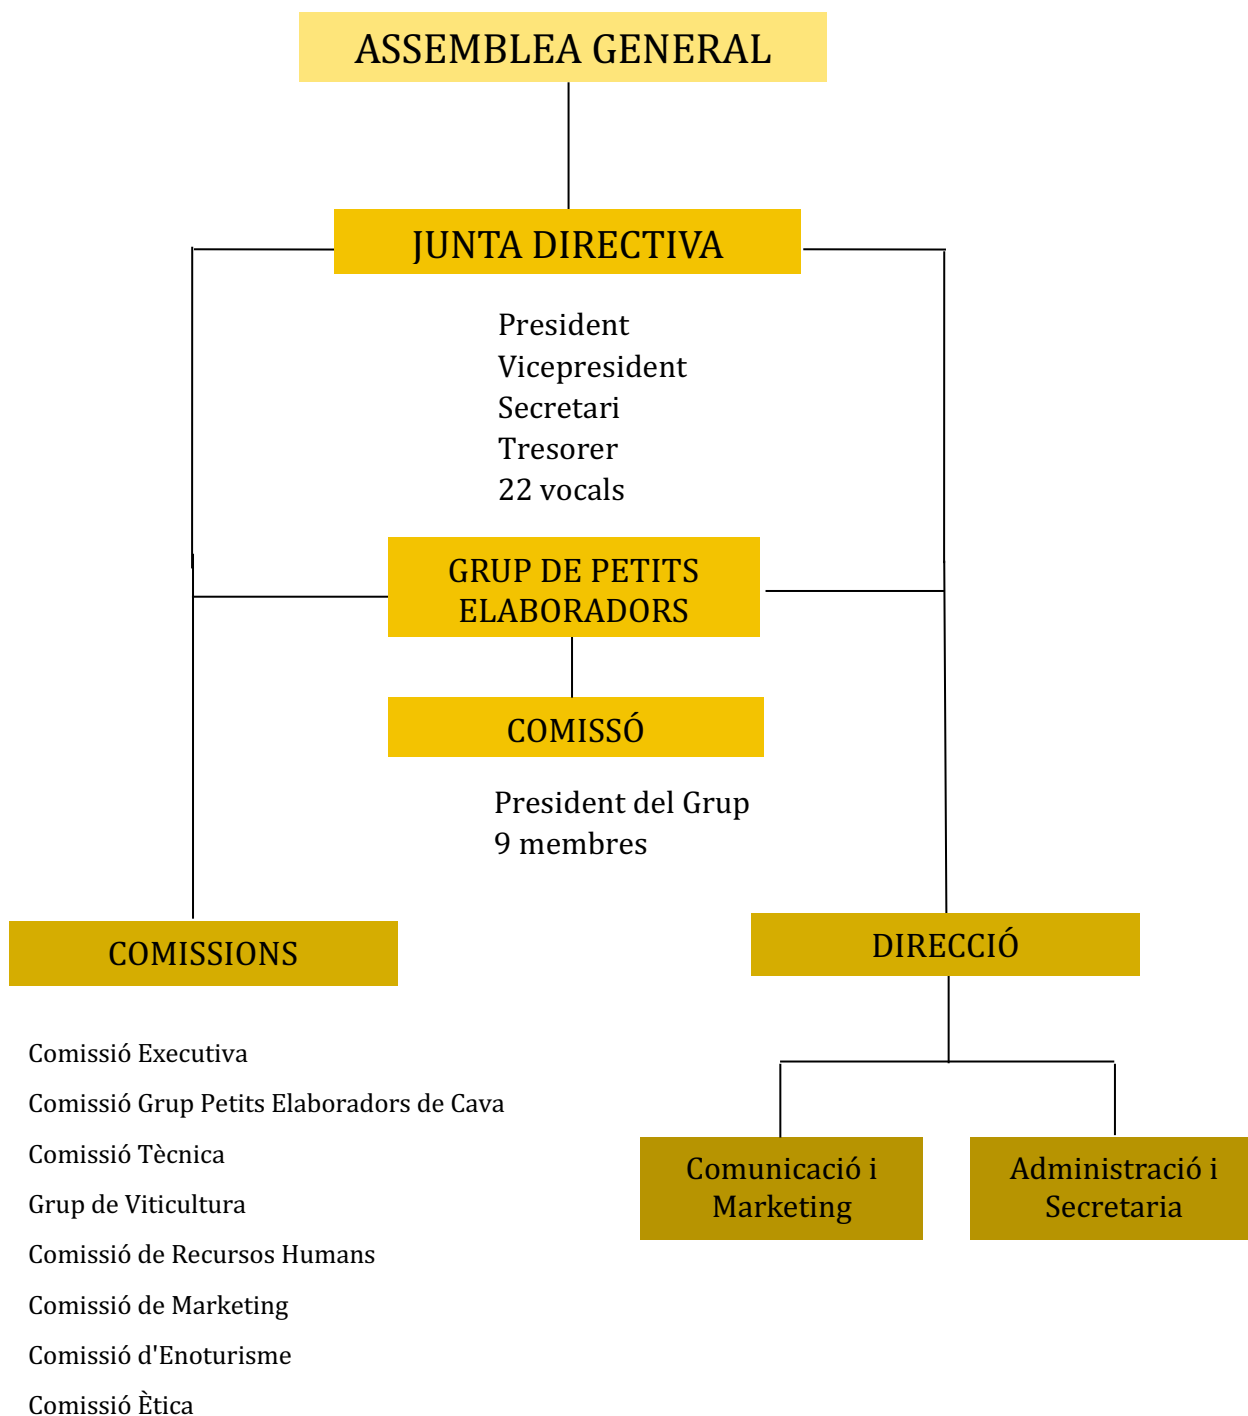 ASSEMBLEA GENERAL
JUNTA DIRECTIVA
President
Vicepresident
Secretari
Tresorer
22 vocals
GRUP DE PETITS
ELABORADORS
COMISSÓ
President del Grup
9 membres
COMISSIONS
Comissió Executiva
Comissió Grup Petits Elaboradors de Cava
Comissió Tècnica
Grup de Viticultura
Comissió de Recursos Humans
Comissió de Marketing
Comissió d'Enoturisme
Comissió Ètica
DIRECCIÓ
Comunicació i
Marketing
Administració i
Secretaria